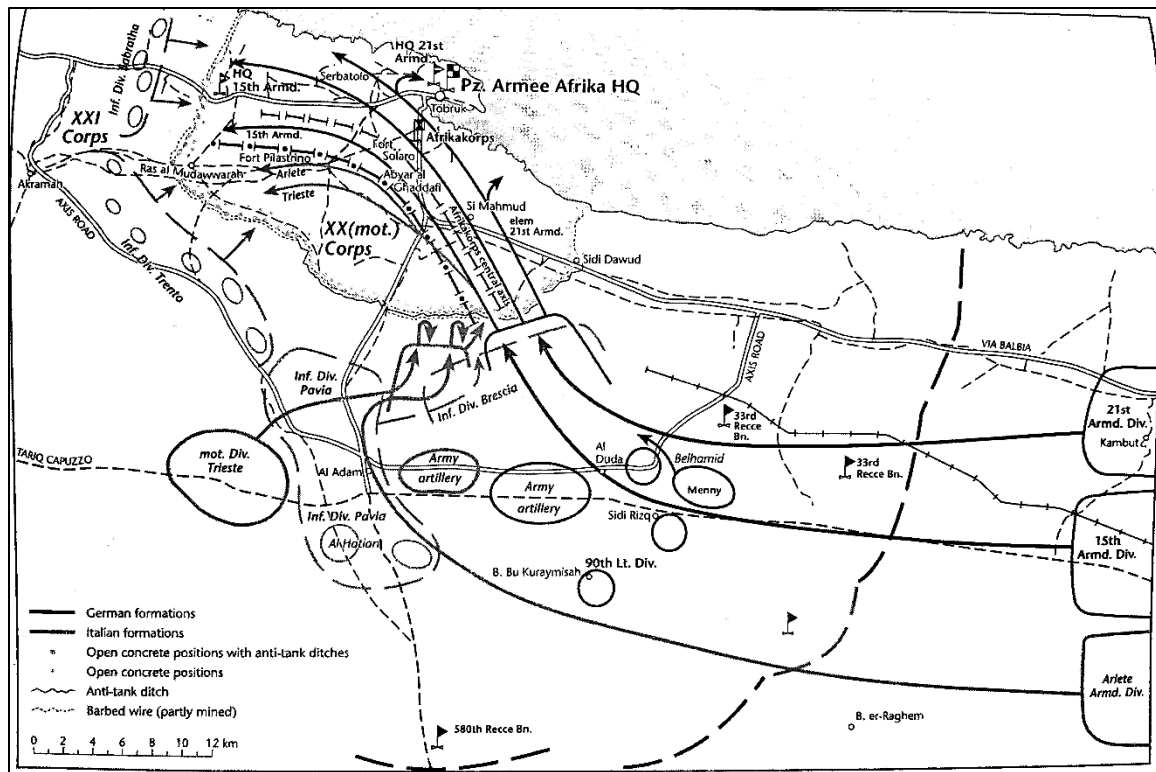 Inf. Div. Sabratha
XXI
Corps
Akramah
AXIS ROAD
Ras al Mudawwarah
HQ
15th Armd.
Serbatolo
HQ 21st
Armd.
Pz. Armee Afrika HQ
Tobruk
15th Armd.
Fort Pilastrino
Fort
Solaro
Afrikakorps
Ariete
Abyar al
Ghaddafi
Trieste
XX(mot.)
Corps
Si Mahmud
elem
21st Armd.
Afrikakorps central axis
Sidi Dawud
Inf. Div. Trento
VIA BALBIA
AXIS ROAD
Inf. Div.
Pavia
Inf. Div. Brescia
33rd
Recce
Bn.
21st
Armd. Div.
Kambut
mot. Div.
Trieste
TARIQ CAPUZZO
Al Adam
Army
artillery
Army
artillery
Al
Duda
Belhamid
Menny
33rd
Recce Bn.
Inf. Div. Pavia
Al Hatian
Sidi Rizq
15th
Armd. Div.
B. Bu Kuraymisah
90th Lt. Div.
German formations
Italian formations
Open concrete positions with anti-tank ditches
Open concrete positions
Anti-tank ditch
Barbed wire (partly mined)
0 2 4 6 8 10 12 km
580th Recce Bn.
B. er-Raghem
Ariete
Armd. Div.